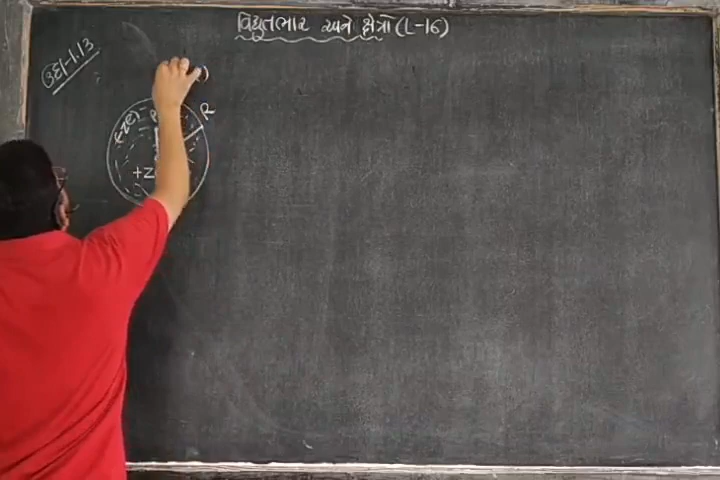 વિદ્યુતભાર અને ક્ષેત્રો (L-16)
ઉદા-1.13
(-ze)
R
+Z